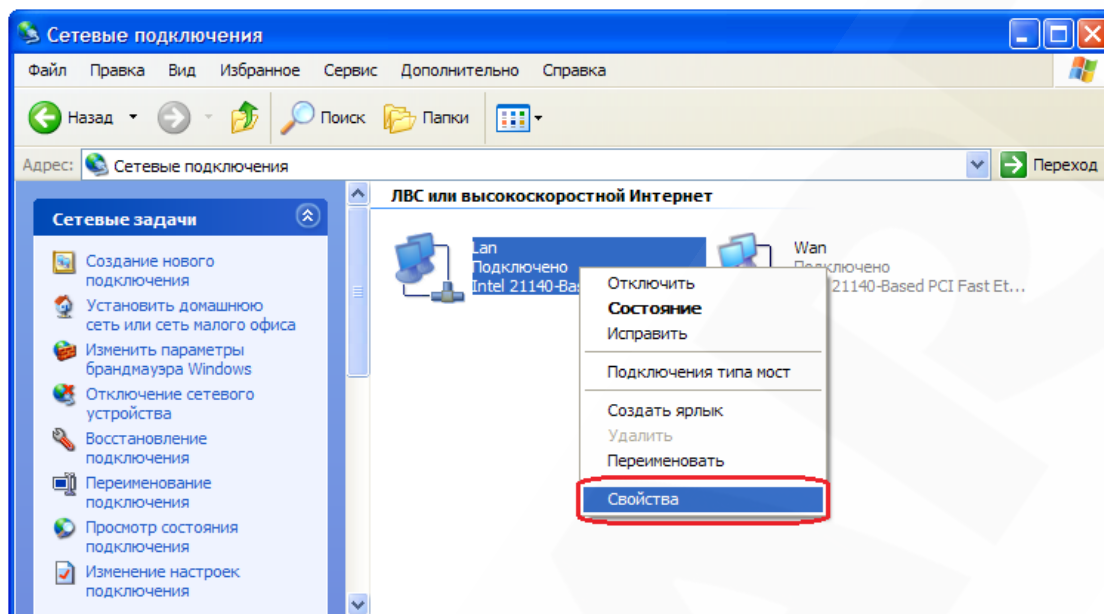 Сетевые подключения
Файл Правка Вид Избранное Сервис Дополнительно Справка
Назад Поиск Папки
Адрес: Сетевые подключения Переход
Сетевые задачи
Создание нового
подключения
Установить домашнюю
сеть или сеть малого офиса
Изменить параметры
брандмауэра Windows
Отключение сетевого
устройства
Восстановление
подключения
Переименование
подключения
Просмотр состояния
подключения
Изменение настроек
подключения
ЛВС или высокоскоростной Интернет
Lan
Подключено
Intel 21140-Bas
Wan
Подключено
21140-Based PCI Fast Et...
Отключить
Состояние
Исправить
Подключения типа мост
Создать ярлык
Удалить
Переименовать
Свойства